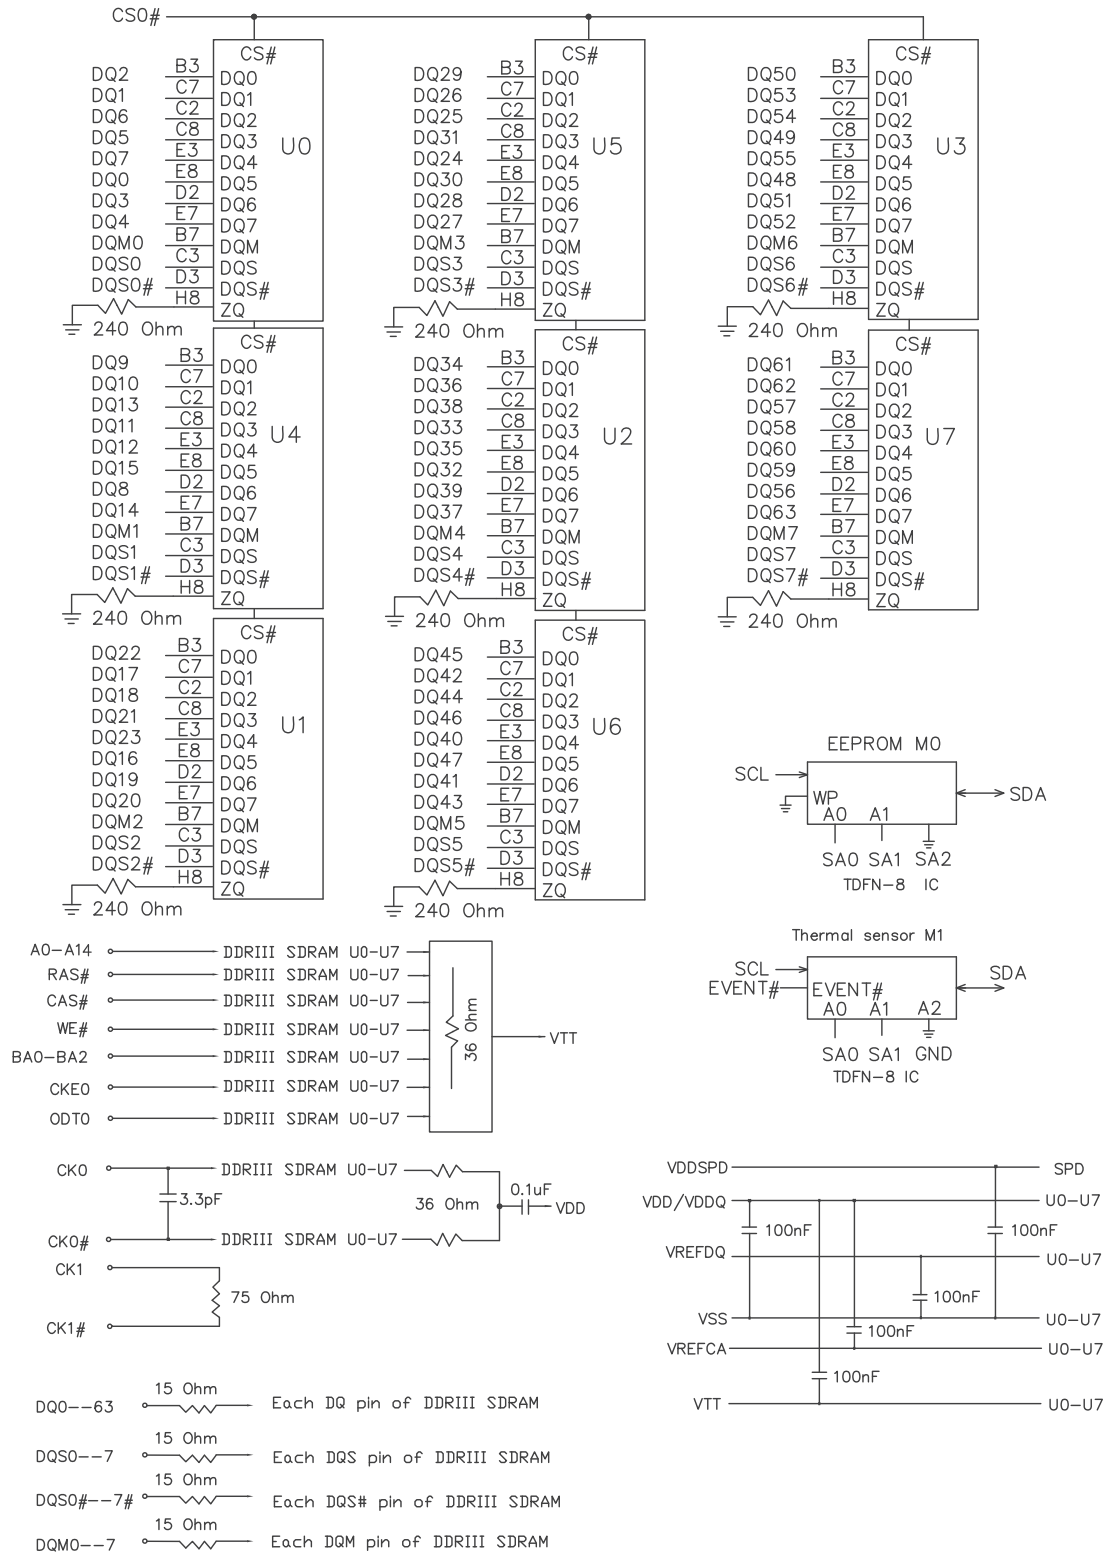 CS0#
CS#
DQ2 B3 DQ0
DQ1 C7 DQ1
DQ6 C2 DQ2
DQ5 C8 DQ3
U0
DQ7 E3 DQ4
DQ0 E8 DQ5
DQ3 D2 DQ6
DQ4 E7 DQ7
DQM0 B7 DQM
DQS0 C3 DQS
DQS0# D3 DQS#
H8 ZQ
240 Ohm
CS#
DQ9 B3 DQ0
DQ10 C7 DQ1
DQ13 C2 DQ2
DQ11 C8 DQ3
U4
DQ12 E3 DQ4
DQ15 E8 DQ5
DQ8 D2 DQ6
DQ14 E7 DQ7
DQM1 B7 DQM
DQS1 C3 DQS
DQS1# D3 DQS#
H8 ZQ
240 Ohm
CS#
DQ22 B3 DQ0
DQ17 C7 DQ1
DQ18 C2 DQ2
DQ21 C8 DQ3
U1
DQ23 E3 DQ4
DQ16 E8 DQ5
DQ19 D2 DQ6
DQ20 E7 DQ7
DQM2 B7 DQM
DQS2 C3 DQS
DQS2# D3 DQS#
H8 ZQ
240 Ohm
CS#
DQ29 B3 DQ0
DQ26 C7 DQ1
DQ25 C2 DQ2
DQ31 C8 DQ3
U5
DQ24 E3 DQ4
DQ30 E8 DQ5
DQ28 D2 DQ6
DQ27 E7 DQ7
DQM3 B7 DQM
DQS3 C3 DQS
DQS3# D3 DQS#
H8 ZQ
240 Ohm
CS#
DQ34 B3 DQ0
DQ36 C7 DQ1
DQ38 C2 DQ2
DQ33 C8 DQ3
U2
DQ35 E3 DQ4
DQ32 E8 DQ5
DQ39 D2 DQ6
DQ37 E7 DQ7
DQM4 B7 DQM
DQS4 C3 DQS
DQS4# D3 DQS#
H8 ZQ
240 Ohm
CS#
DQ45 B3 DQ0
DQ42 C7 DQ1
DQ44 C2 DQ2
DQ46 C8 DQ3
U6
DQ40 E3 DQ4
DQ47 E8 DQ5
DQ41 D2 DQ6
DQ43 E7 DQ7
DQM5 B7 DQM
DQS5 C3 DQS
DQS5# D3 DQS#
H8 ZQ
240 Ohm
CS#
DQ50 B3 DQ0
DQ53 C7 DQ1
DQ54 C2 DQ2
DQ49 C8 DQ3
U3
DQ55 E3 DQ4
DQ48 E8 DQ5
DQ51 D2 DQ6
DQ52 E7 DQ7
DQM6 B7 DQM
DQS6 C3 DQS
DQS6# D3 DQS#
H8 ZQ
240 Ohm
CS#
DQ61 B3 DQ0
DQ62 C7 DQ1
DQ57 C2 DQ2
DQ58 C8 DQ3
U7
DQ60 E3 DQ4
DQ59 E8 DQ5
DQ56 D2 DQ6
DQ63 E7 DQ7
DQM7 B7 DQM
DQS7 C3 DQS
DQS7# D3 DQS#
H8 ZQ
240 Ohm
EEPROM M0
SCL
WP
SDA
A0 A1
SA0 SA1 SA2
TDFN-8 IC
Thermal sensor M1
SCL
SDA
EVENT# EVENT#
A0 A1 A2
SA0 SA1 GND
TDFN-8 IC
A0-A14 DDRIII SDRAM U0-U7
RAS# DDRIII SDRAM U0-U7
CAS# DDRIII SDRAM U0-U7
WE# DDRIII SDRAM U0-U7
BA0-BA2 DDRIII SDRAM U0-U7
CKE0 DDRIII SDRAM U0-U7
ODT0 DDRIII SDRAM U0-U7
36 Ohm
VTT
CK0 DDRIII SDRAM U0-U7
3.3pF
36 Ohm
0.1uF
VDD
CK0# DDRIII SDRAM U0-U7
CK1
75 Ohm
CK1#
VDDSPD SPD
VDD/VDDQ U0-U7
100nF 100nF
VREFDQ U0-U7
100nF
VSS U0-U7
100nF
VREFCA U0-U7
100nF
VTT U0-U7
15 Ohm
DQ0--63 Each DQ pin of DDRIII SDRAM
15 Ohm
DQS0--7 Each DQS pin of DDRIII SDRAM
15 Ohm
DQS0#--7# Each DQS# pin of DDRIII SDRAM
15 Ohm
DQM0--7 Each DQM pin of DDRIII SDRAM